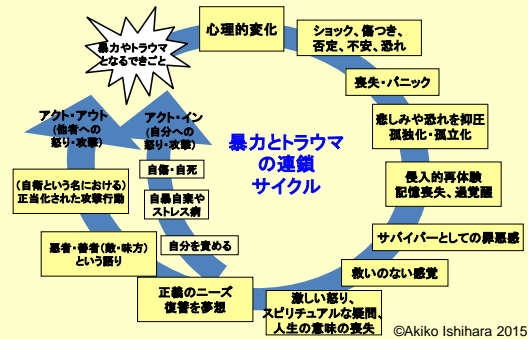 暴力やトラウマ
となるできごと
心理的変化
ショック、傷つき、
否定、不安、恐れ
喪失・パニック
悲しみや恐れを抑圧
孤独化・孤立化
侵入的再体験
記憶喪失、過覚醒
サバイバーとしての罪悪感
救いのない感覚
激しい怒り、
スピリチュアルな疑問、
人生の意味の喪失
正義のニーズ
復讐を夢想
アクト・イン
(自分への
怒り・攻撃)
自傷・自死
自暴自棄や
ストレス病
自分を責める
アクト・アウト
(他者への
怒り・攻撃)
(自衛という名における)
正当化された攻撃行動
悪者・善者(敵・味方)
という語り
暴力とトラウマ
の連鎖
サイクル
©Akiko Ishihara 2015